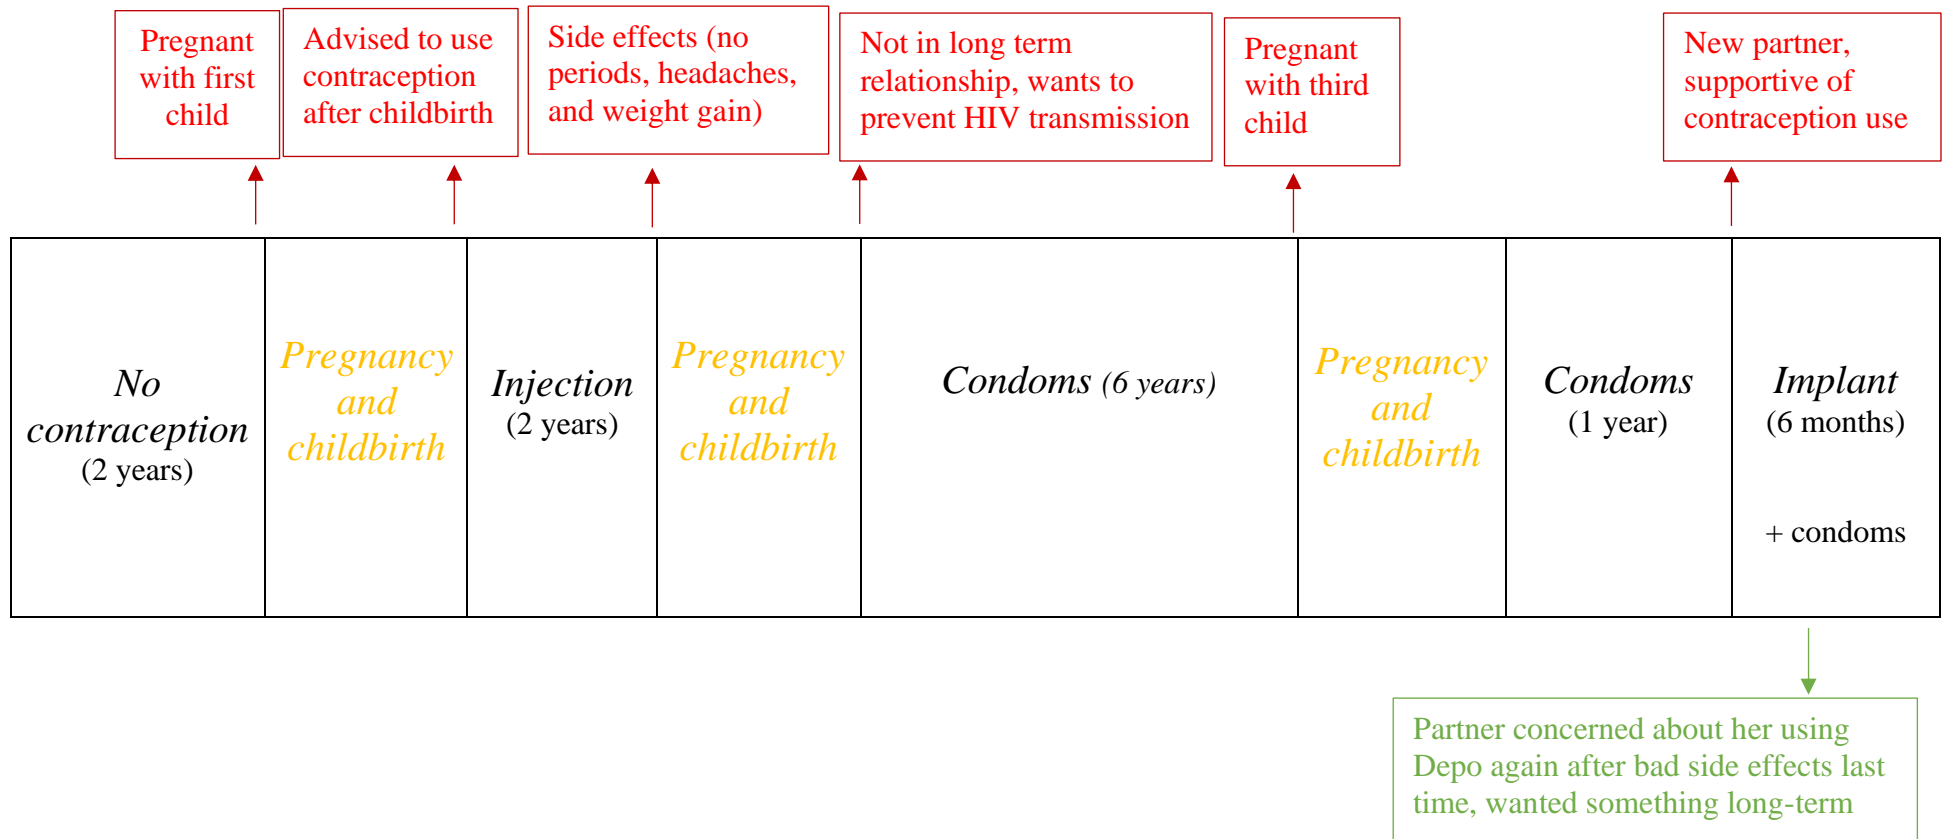 Pregnant
with first
child
Advised to use
contraception
after childbirth
Side effects (no
periods, headaches,
and weight gain)
Not in long term
relationship, wants to
prevent HIV transmission
Pregnant
with third
child
New partner,
supportive of
contraception use
No
contraception
(2 years)
Pregnancy
and
childbirth
Injection
(2 years)
Pregnancy
and
childbirth
Condoms (6 years)
Pregnancy
and
childbirth
Condoms
(1 year)
Implant
(6 months)
+ condoms
Partner concerned about her using
Depo again after bad side effects last
time, wanted something long-term